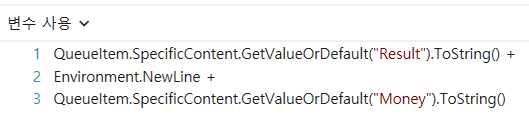 변수 사용
1 QueueItem.SpecificContent.GetValueOrDefault("Result").ToString() +
2 Environment.NewLine +
3 QueueItem.SpecificContent.GetValueOrDefault("Money").ToString()